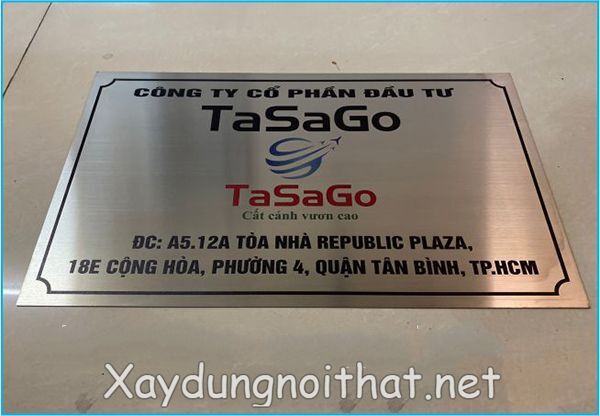 CÔNG TY CỔ PHẦN ĐẦU TƯ
TaSaGo
TaSaGo
Cất cánh vươn cao
ĐC: A5.12A TÒA NHÀ REPUBLIC PLAZA,
18E CỘNG HÒA, PHƯỜNG 4, QUẬN TÂN BÌNH, TP.HCM
Xaydungnoithat.net